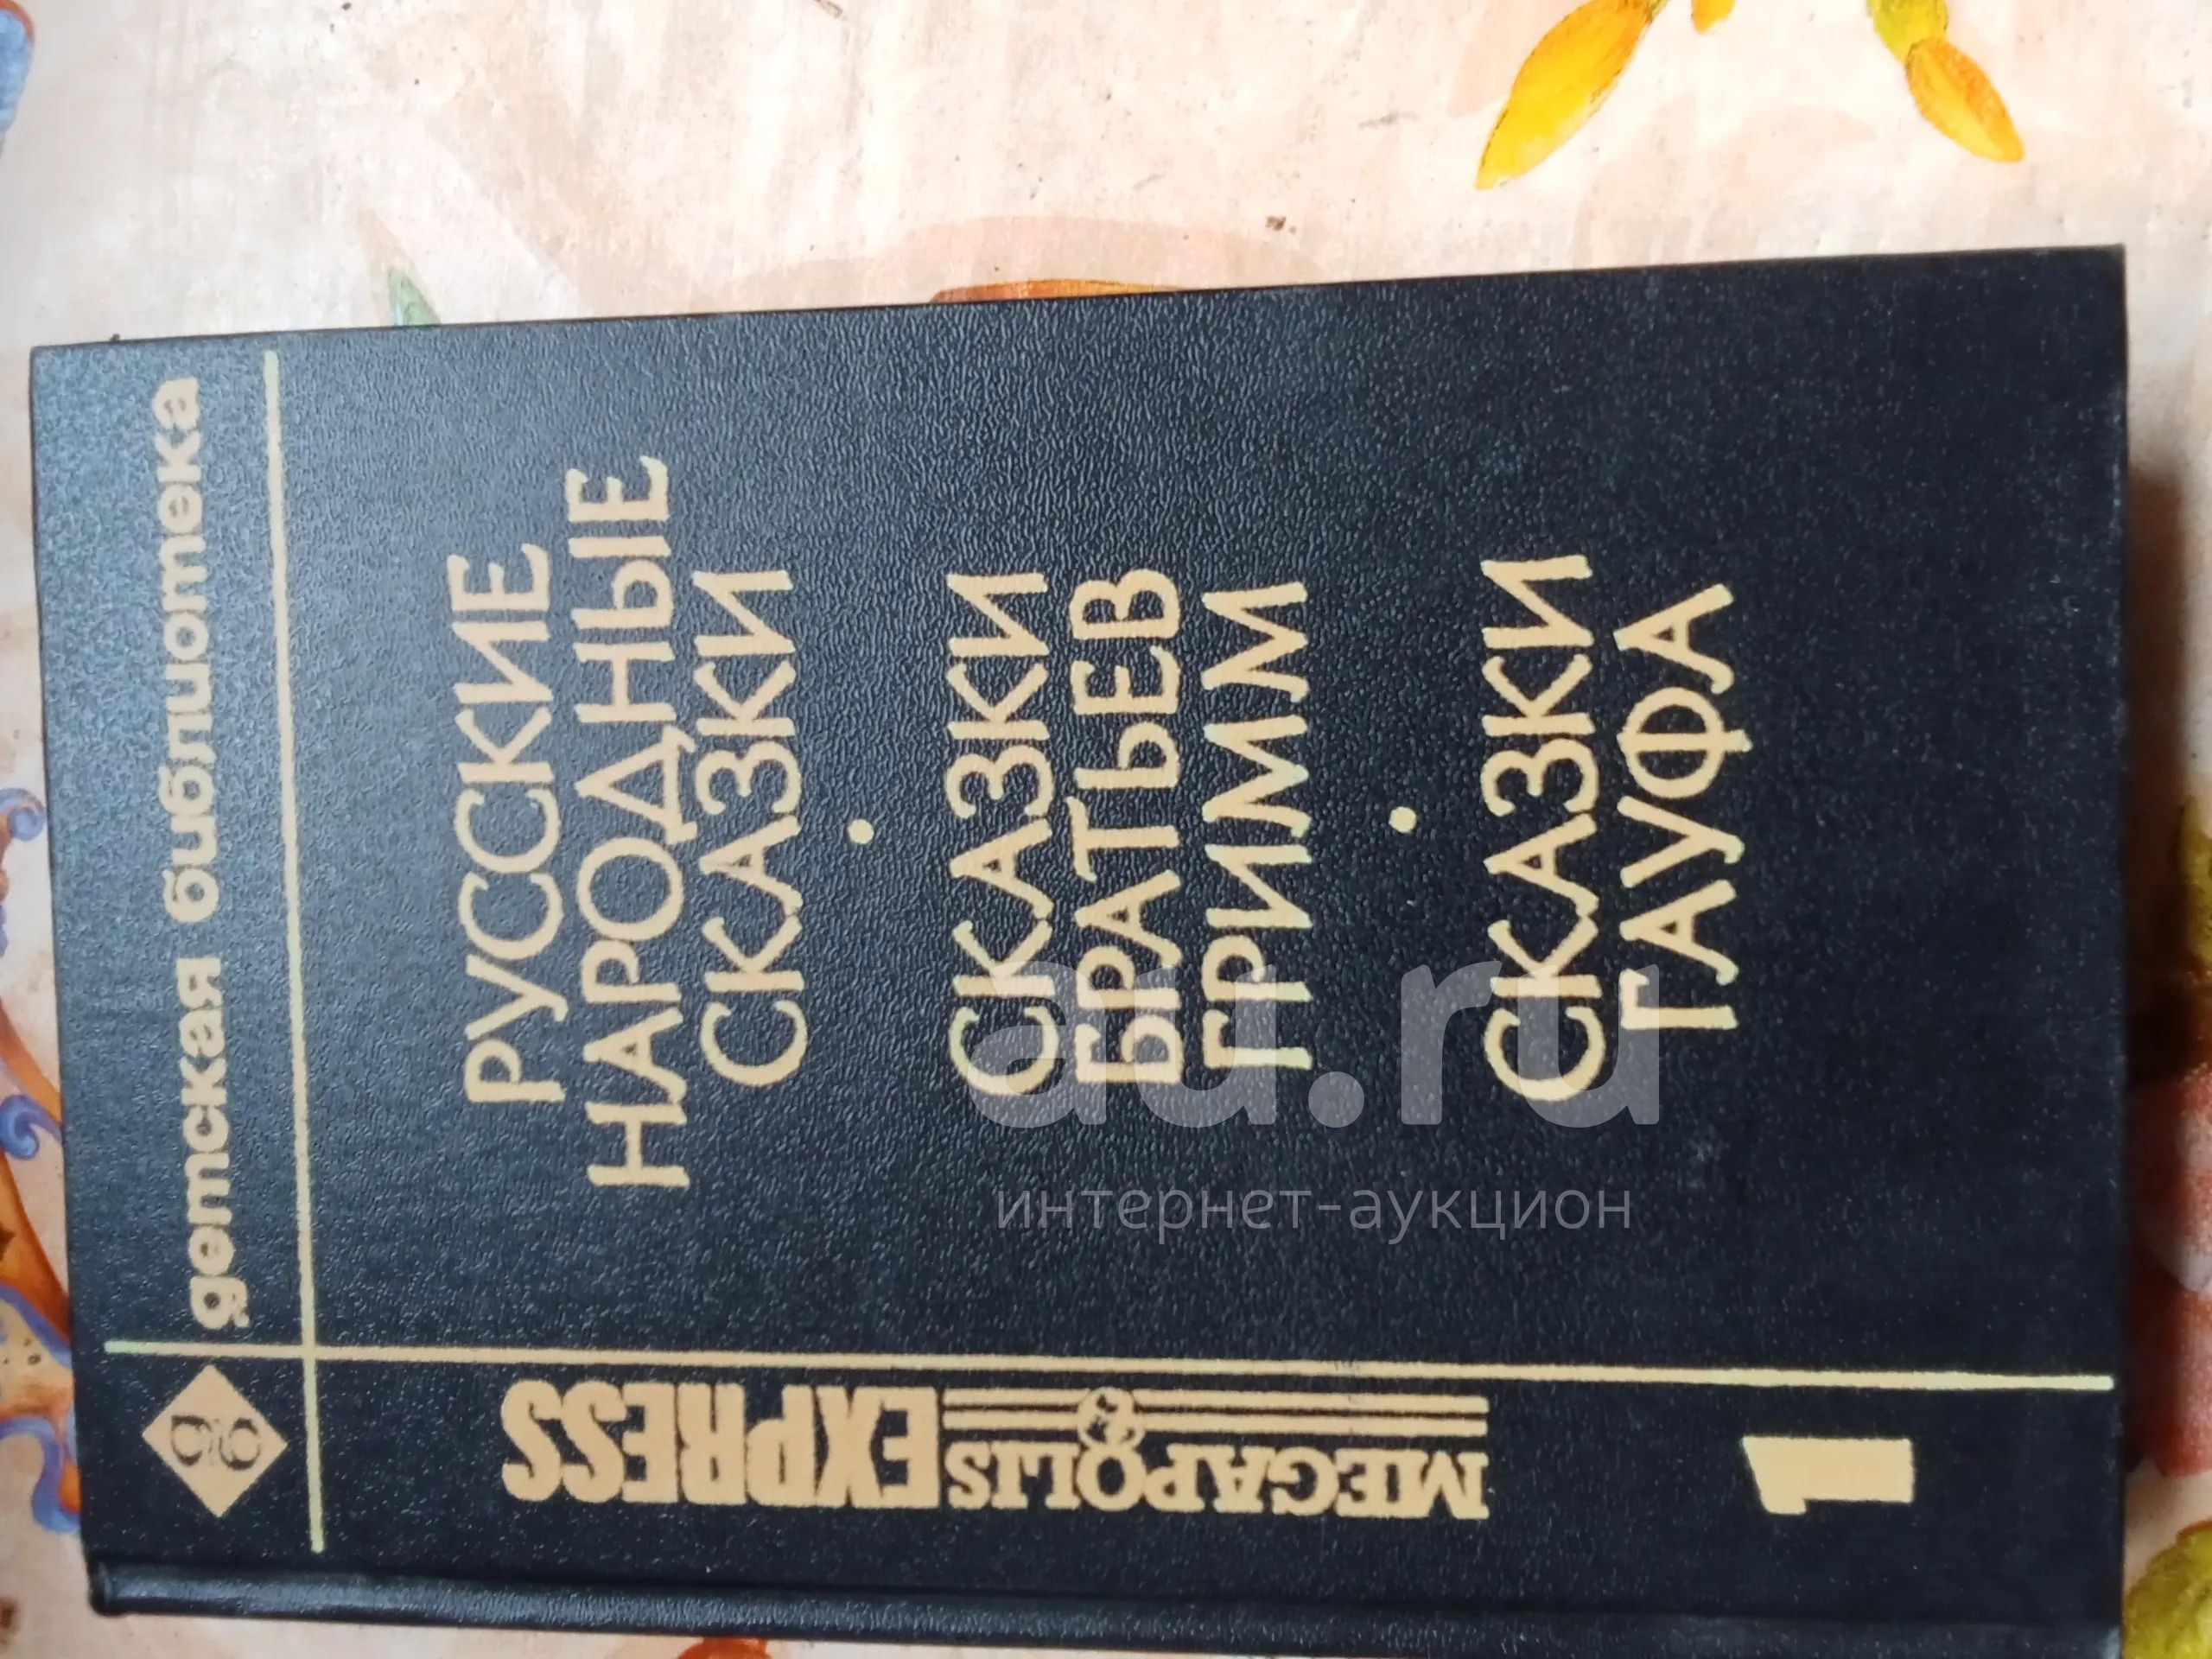 детская библиотека
РУССКИЕ
НАРОДНЫЕ
СКАЗКИ
СКАЗКИ
БРАТЬЕВ
ГРИММ
СКАЗКИ
ГАУФА
MEGAPOLIS
EXPRESS
1
au.ru
интернет-аукцион